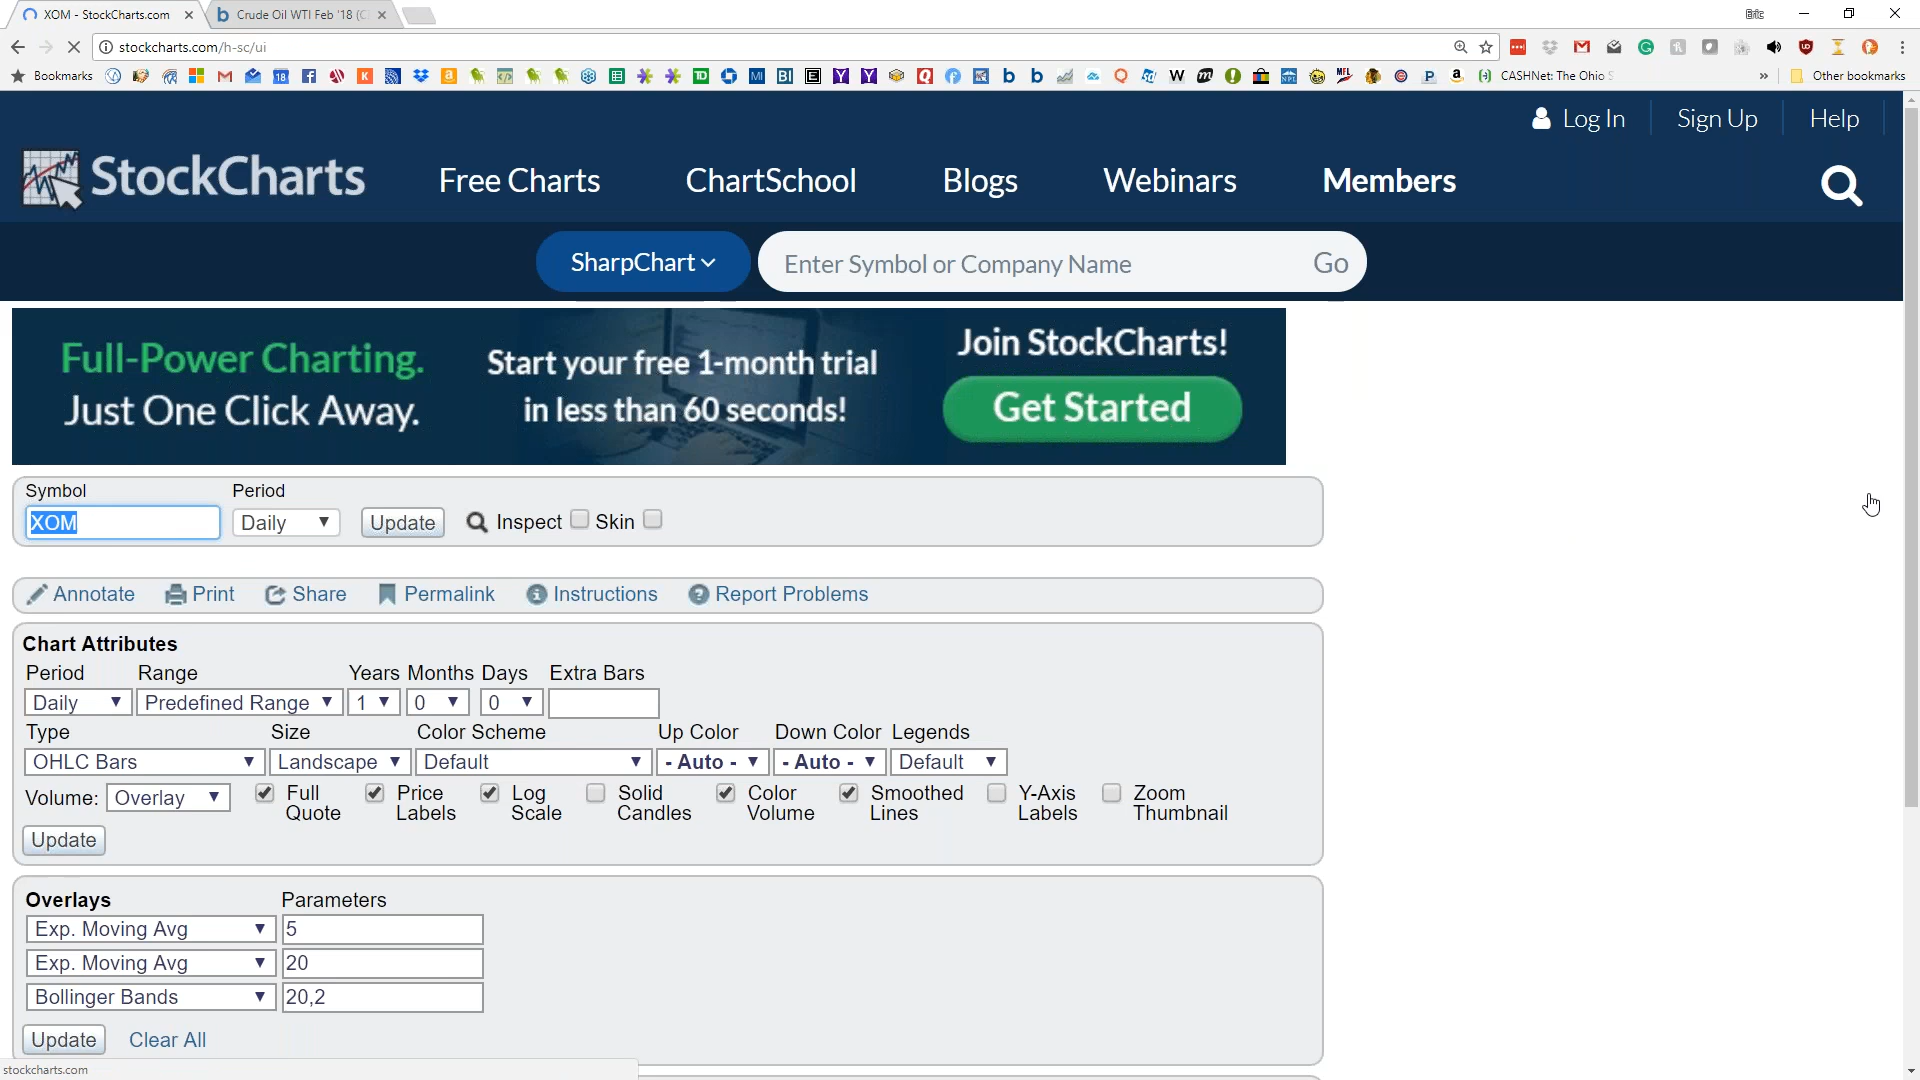 XOM - StockCharts.com
Crude Oil WTI Feb '18 (C
Eric
stockcharts.com/h-sc/ui
Bookmarks
CASHNet: The Ohio S
»
Other bookmarks
Log In
Sign Up
Help
StockCharts
Free Charts
ChartSchool
Blogs
Webinars
Members
SharpChart
Enter Symbol or Company Name
Go
Full-Power Charting.
Just One Click Away.
Start your free 1-month trial
in less than 60 seconds!
Join StockCharts!
Get Started
Symbol Period
XOM Daily Update Inspect Skin
Annotate Print Share Permalink Instructions Report Problems
Chart Attributes
Period Range Years Months Days Extra Bars
Daily Predefined Range 1 0 0
Type Size Color Scheme Up Color Down Color Legends
OHLC Bars Landscape Default - Auto - - Auto - Default
Volume: Overlay
Full
Quote
Price
Labels
Log
Scale
Solid
Candles
Color
Volume
Smoothed
Lines
Y-Axis
Labels
Zoom
Thumbnail
Update
Overlays Parameters
Exp. Moving Avg 5
Exp. Moving Avg 20
Bollinger Bands 20,2
Update Clear All
stockcharts.com